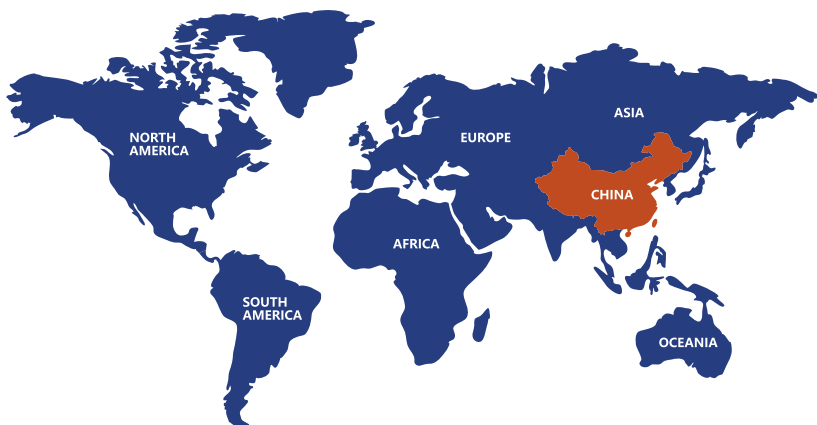 ASIA
EUROPE
NORTH
AMERICA
CHINA
AFRICA
SOUTH
AMERICA
OCEANIA